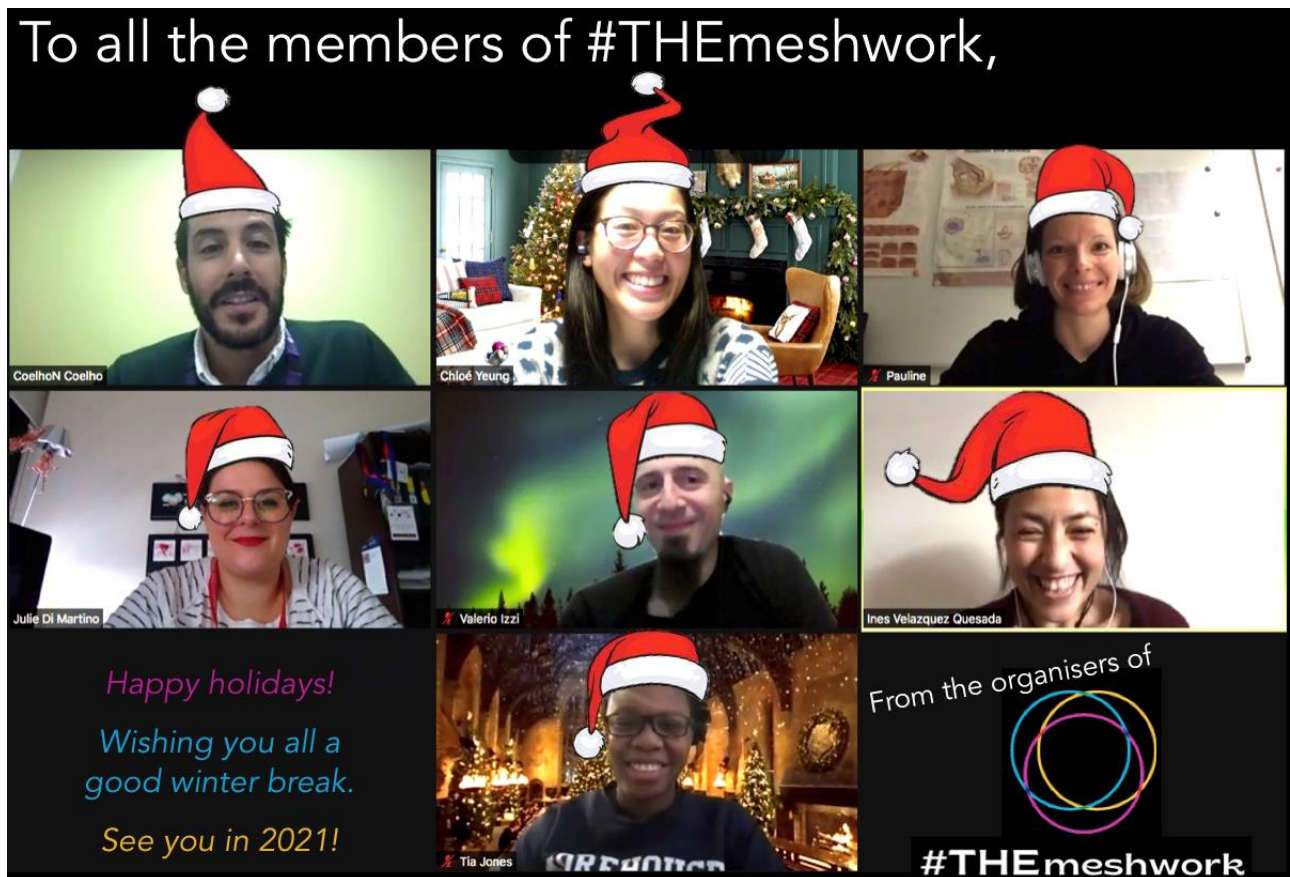 To all the members of #THEmeshwork,
CoelhoN Coelho
Chloé Yeung
Pauline
Julie Di Martino
Valerio Izzi
Ines Velazquez Quesada
Happy holidays!
Wishing you all a
good winter break.
See you in 2021!
Tia Jones
From the organisers of
#THEmeshwork